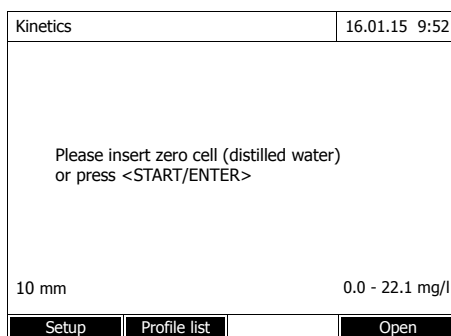 Kinetics 16.01.15 9:52
Please insert zero cell (distilled water)
or press <START/ENTER>
10 mm 0.0 - 22.1 mg/l
Setup Profile list Open